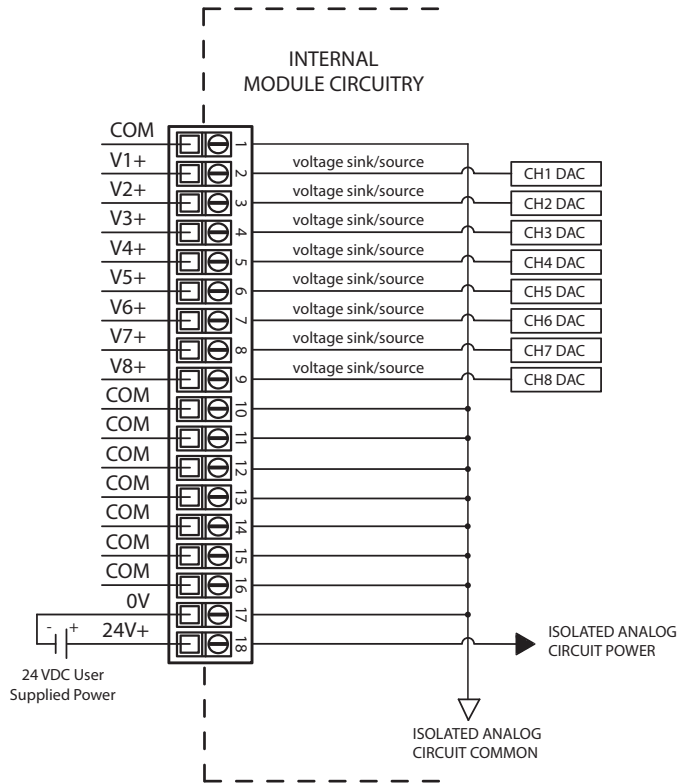 INTERNAL
MODULE CIRCUITRY
COM 1
V1+ 2 voltage sink/source CH1 DAC
V2+ 3 voltage sink/source CH2 DAC
V3+ 4 voltage sink/source CH3 DAC
V4+ 5 voltage sink/source CH4 DAC
V5+ 6 voltage sink/source CH5 DAC
V6+ 7 voltage sink/source CH6 DAC
V7+ 8 voltage sink/source CH7 DAC
V8+ 9 voltage sink/source CH8 DAC
COM 10
COM 11
COM 12
COM 13
COM 14
COM 15
COM 16
0V 17
- + 24V+ 18
ISOLATED ANALOG
CIRCUIT POWER
24 VDC User
Supplied Power
ISOLATED ANALOG
CIRCUIT COMMON